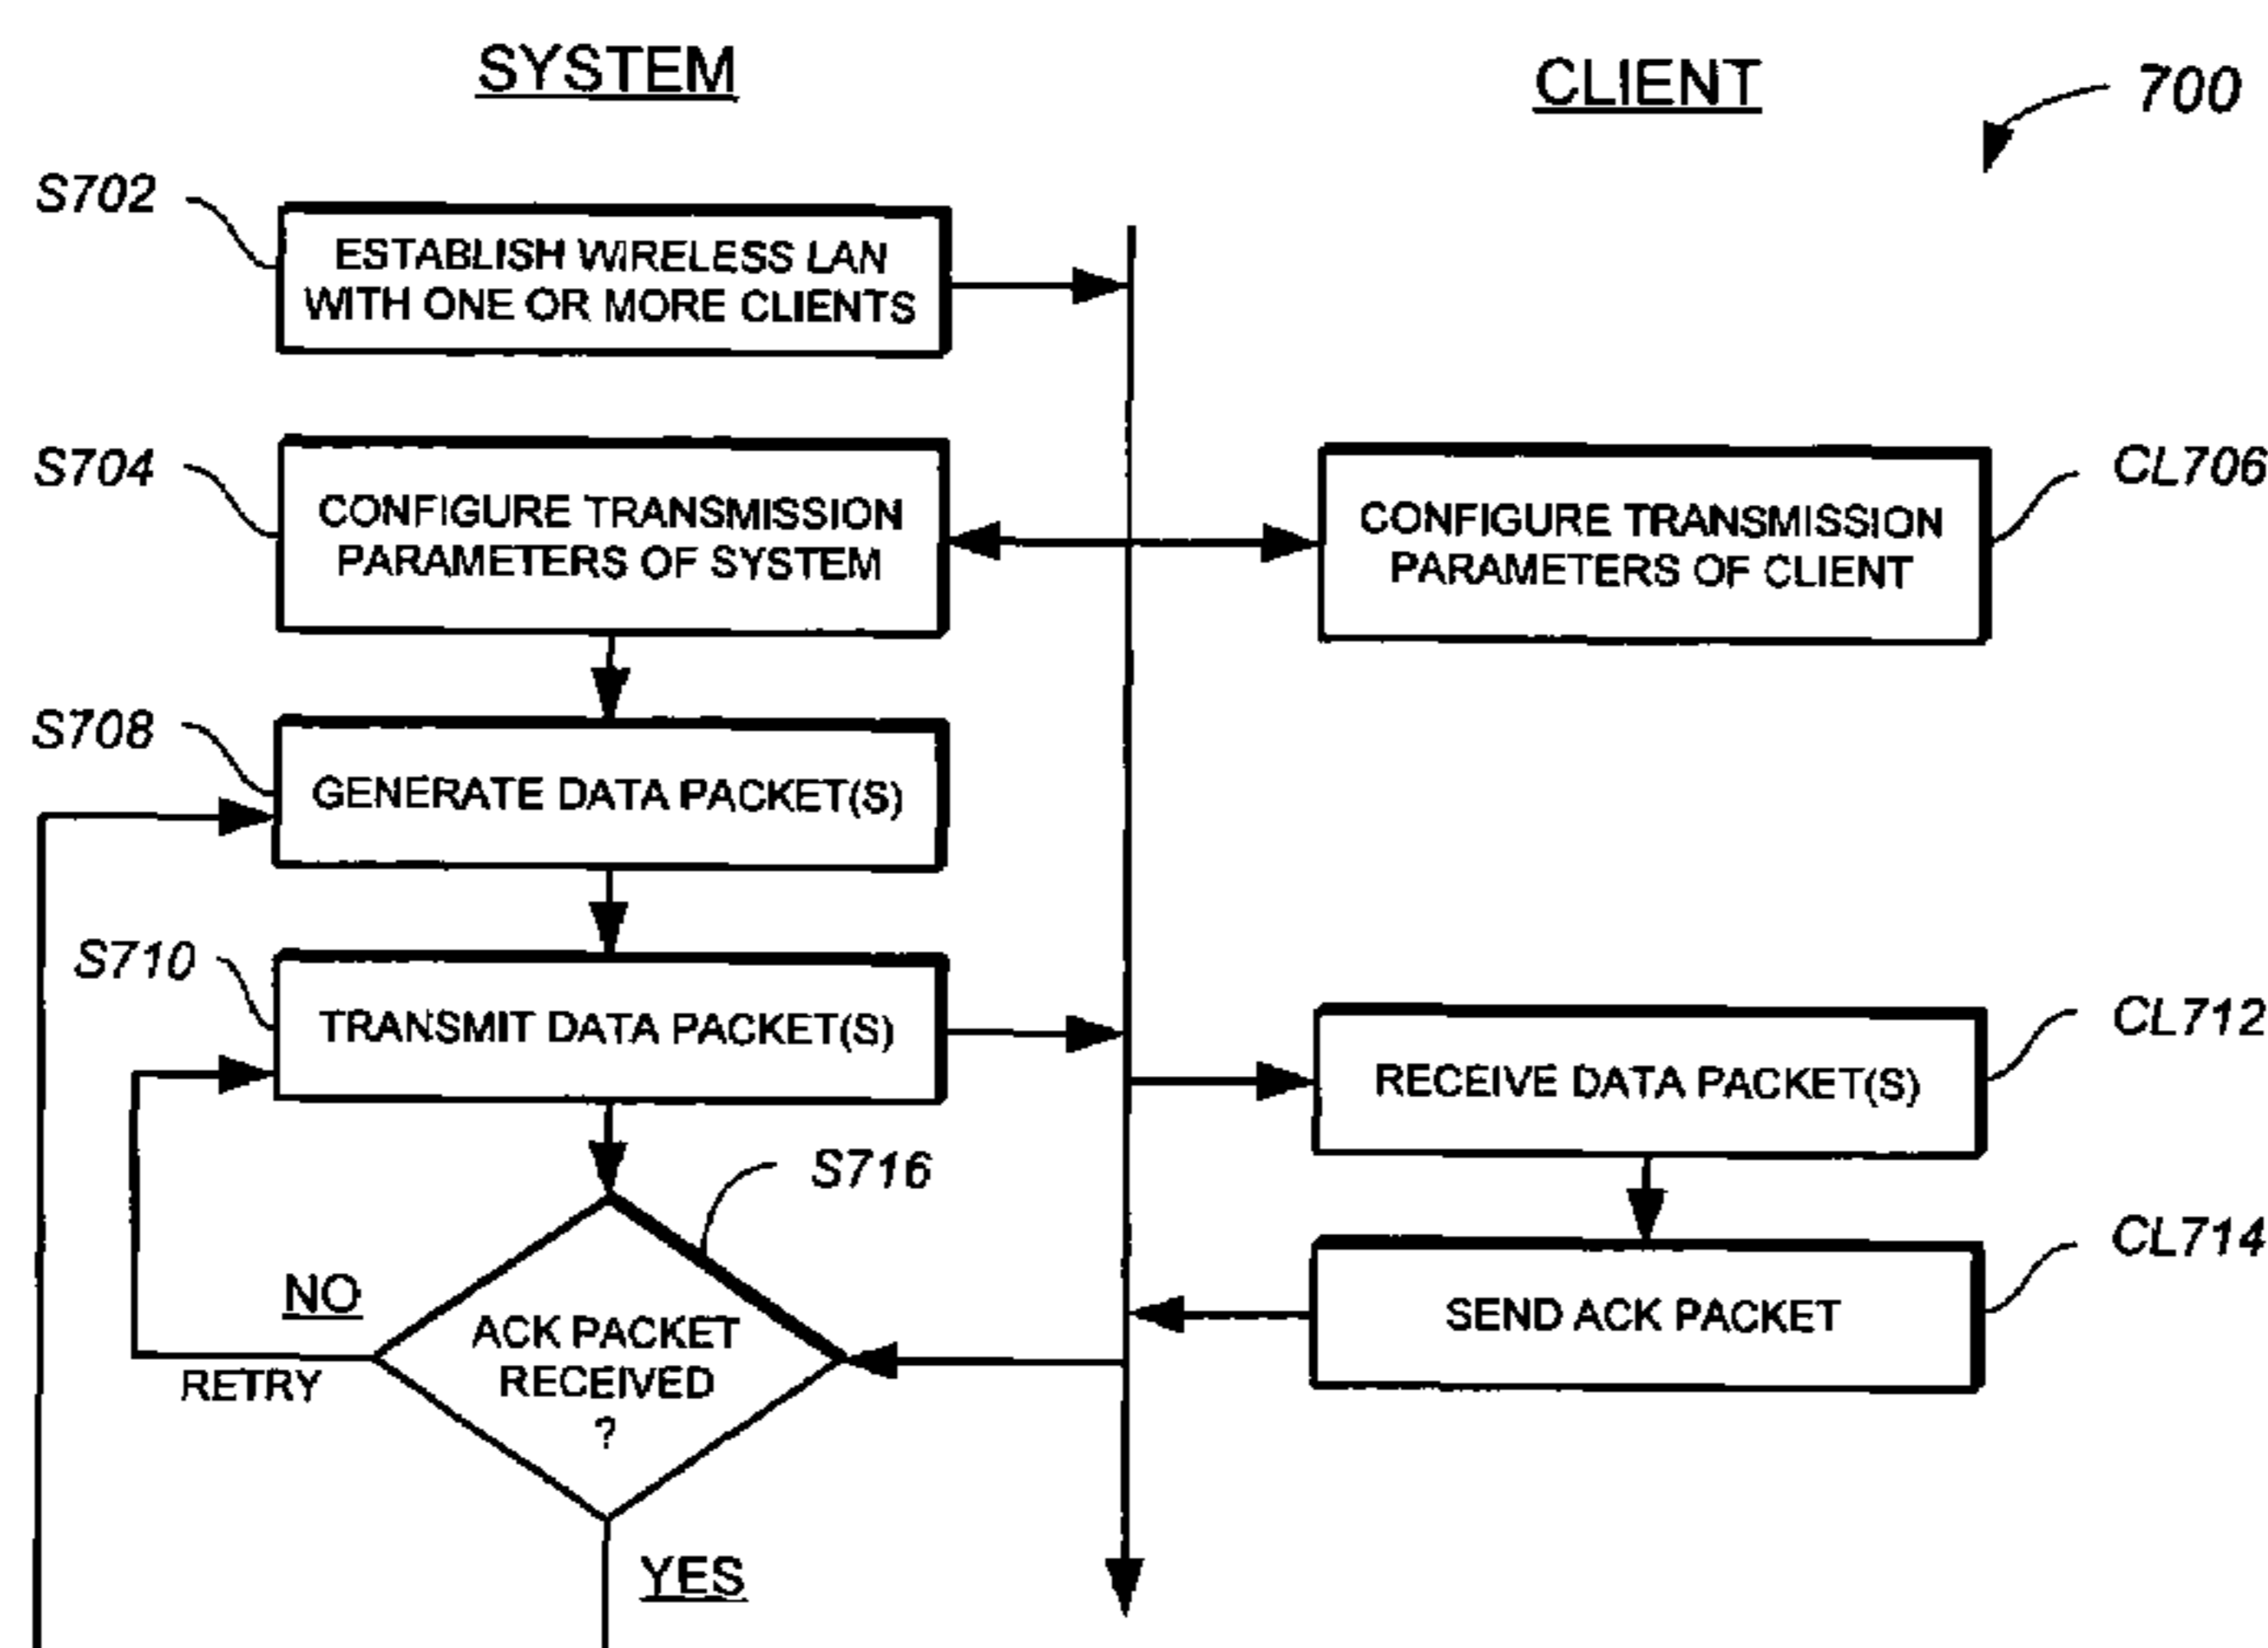 SYSTEM
CLIENT
700
S702
ESTABLISH WIRELESS LAN
WITH ONE OR MORE CLIENTS
S704
CONFIGURE TRANSMISSION
PARAMETERS OF SYSTEM
CONFIGURE TRANSMISSION
PARAMETERS OF CLIENT
CL706
S708
GENERATE DATA PACKET(S)
S710
TRANSMIT DATA PACKET(S)
RECEIVE DATA PACKET(S)
CL712
S716
SEND ACK PACKET
CL714
NO
RETRY
ACK PACKET
RECEIVED
?
YES